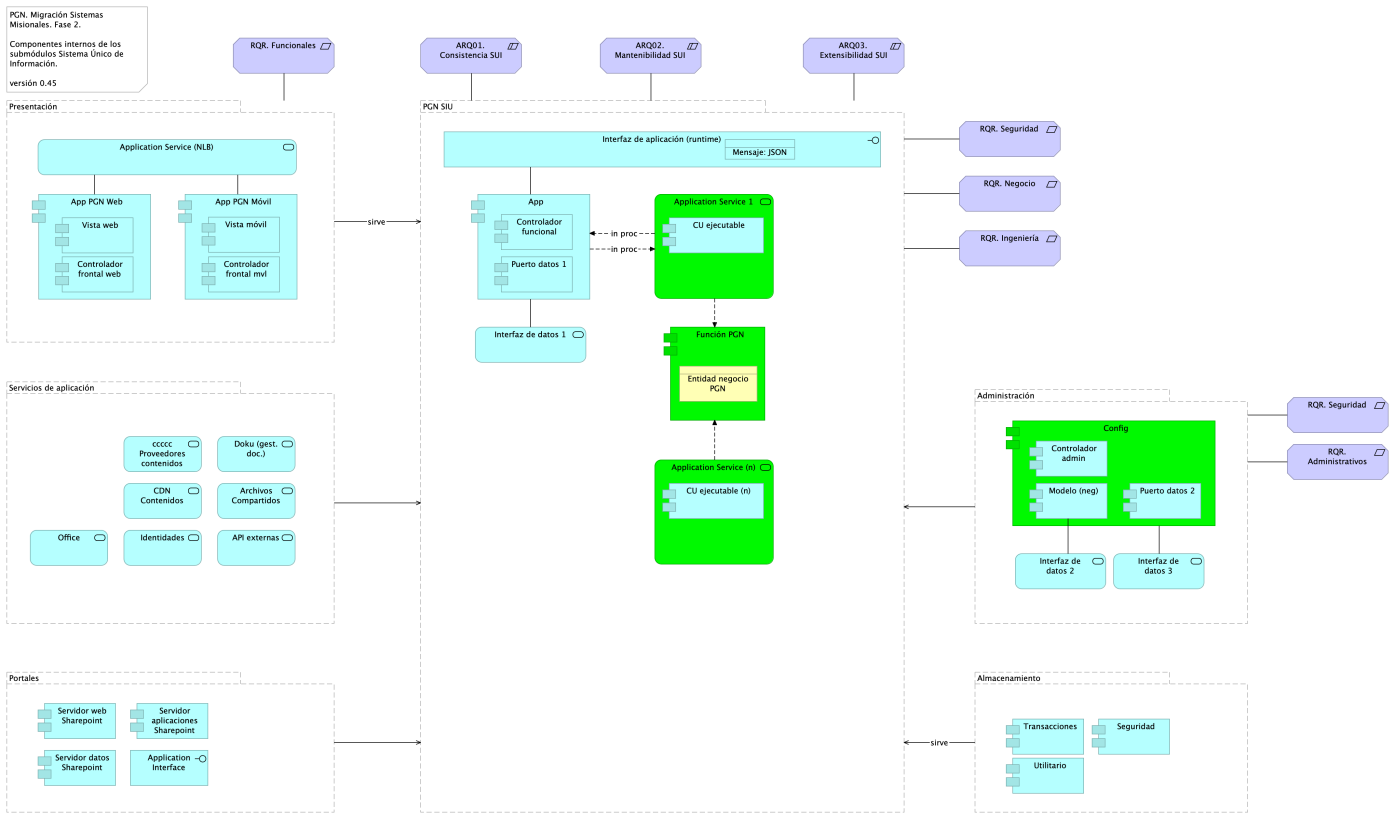 PGN. Migración Sistemas
Misionales. Fase 2.
Componentes internos de los
submódulos Sistema Único de
Información.
versión 0.45
RQR. Funcionales
ARQ01.
Consistencia SUI
ARQ02.
Mantenibilidad SUI
ARQ03.
Extensibilidad SUI
Presentación
Application Service (NLB)
App PGN Web
Vista web
Controlador
frontal web
App PGN Móvil
Vista móvil
Controlador
frontal mvl
sirve
PGN SIU
Interfaz de aplicación (runtime)
Mensaje: JSON
App
Controlador
funcional
Puerto datos 1
in proc
in proc
Application Service 1
CU ejecutable
Interfaz de datos 1
Función PGN
Entidad negocio
PGN
Application Service (n)
CU ejecutable (n)
RQR. Seguridad
RQR. Negocio
RQR. Ingeniería
Servicios de aplicación
ccccc
Proveedores
contenidos
Doku (gest.
doc.)
CDN
Contenidos
Archivos
Compartidos
Office
Identidades
API externas
Administración
Config
Controlador
admin
Modelo (neg)
Puerto datos 2
Interfaz de
datos 2
Interfaz de
datos 3
RQR. Seguridad
RQR.
Administrativos
Portales
Servidor web
Sharepoint
Servidor
aplicaciones
Sharepoint
Servidor datos
Sharepoint
Application
Interface
sirve
Almacenamiento
Transacciones
Seguridad
Utilitario